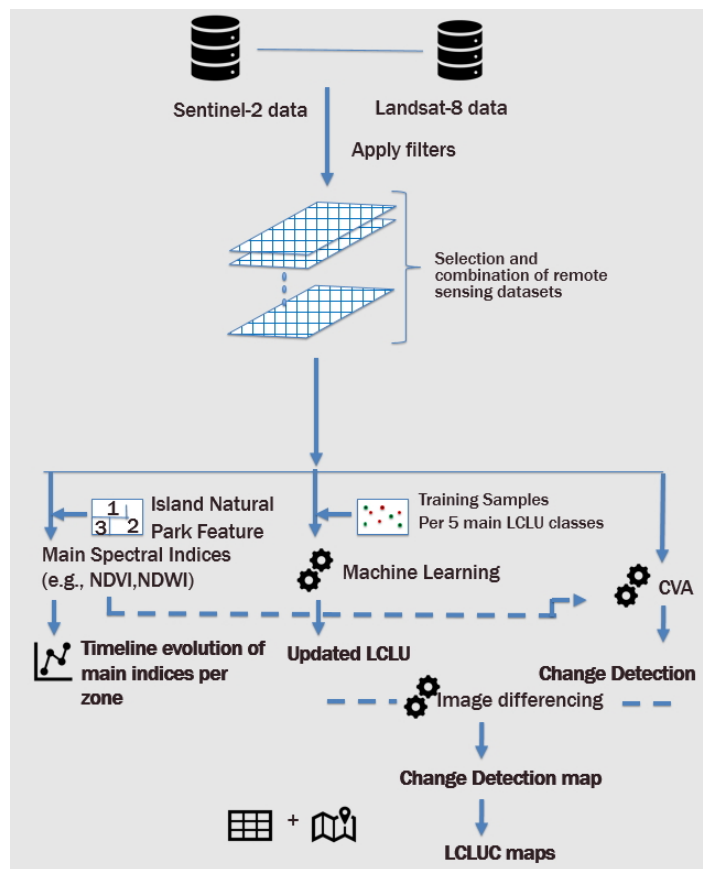 Sentinel-2 data
Landsat-8 data
Apply filters
Selection and
combination of remote
sensing datasets
1
3 2
Island Natural
Park Feature
Training Samples
Per 5 main LCLU classes
Main Spectral Indices
(e.g., NDVI,NDWI)
Machine Learning
CVA
Timeline evolution of
main indices per
zone
Updated LCLU
Change Detection
Image differencing
Change Detection map
+
LCLUC maps